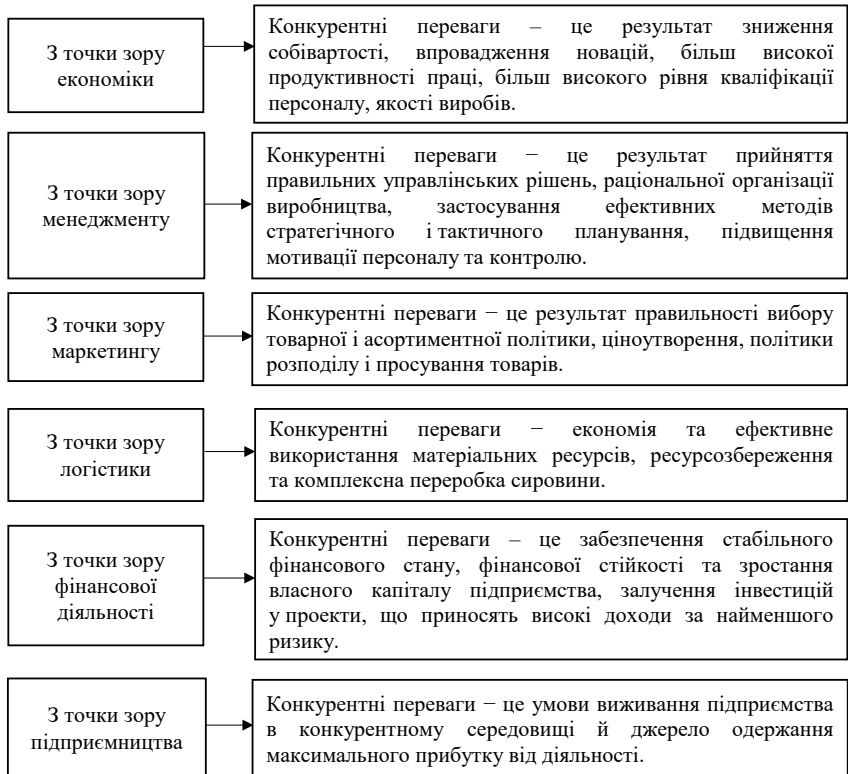 З точки зору
економіки
Конкурентні переваги – це результат зниження
собівартості, впровадження новацій, більш високої
продуктивності праці, більш високого рівня кваліфікації
персоналу, якості виробів.
З точки зору
менеджменту
Конкурентні переваги − це результат прийняття
правильних управлінських рішень, раціональної організації
виробництва, застосування ефективних методів
стратегічного і тактичного планування, підвищення
мотивації персоналу та контролю.
З точки зору
маркетингу
Конкурентні переваги − це результат правильності вибору
товарної і асортиментної політики, ціноутворення, політики
розподілу і просування товарів.
З точки зору
логістики
Конкурентні переваги − економія та ефективне
використання матеріальних ресурсів, ресурсозбереження
та комплексна переробка сировини.
З точки зору
фінансової
діяльності
Конкурентні переваги – це забезпечення стабільного
фінансового стану, фінансової стійкості та зростання
власного капіталу підприємства, залучення інвестицій
у проекти, що приносять високі доходи за найменшого
ризику.
З точки зору
підприємництва
Конкурентні переваги − це умови виживання підприємства
в конкурентному середовищі й джерело одержання
максимального прибутку від діяльності.